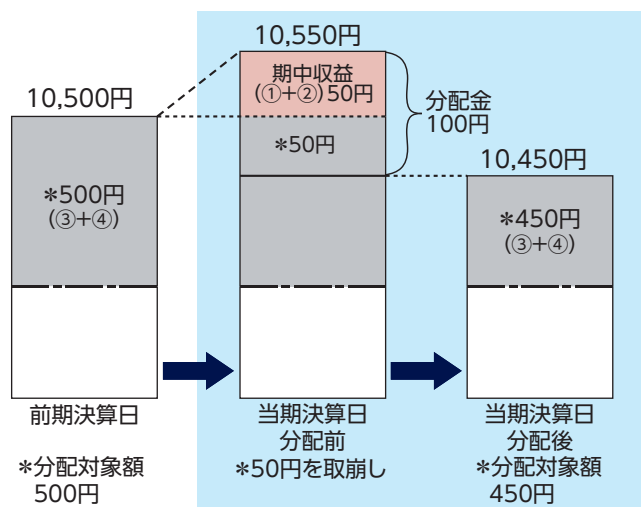 10,500円
*500円
(③+④)
前期決算日
*分配対象額
500円
10,550円
期中収益
(①+②)50円
*50円
分配金
100円
当期決算日
分配前
*50円を取崩し
10,450円
*450円
(③+④)
当期決算日
分配後
*分配対象額
450円